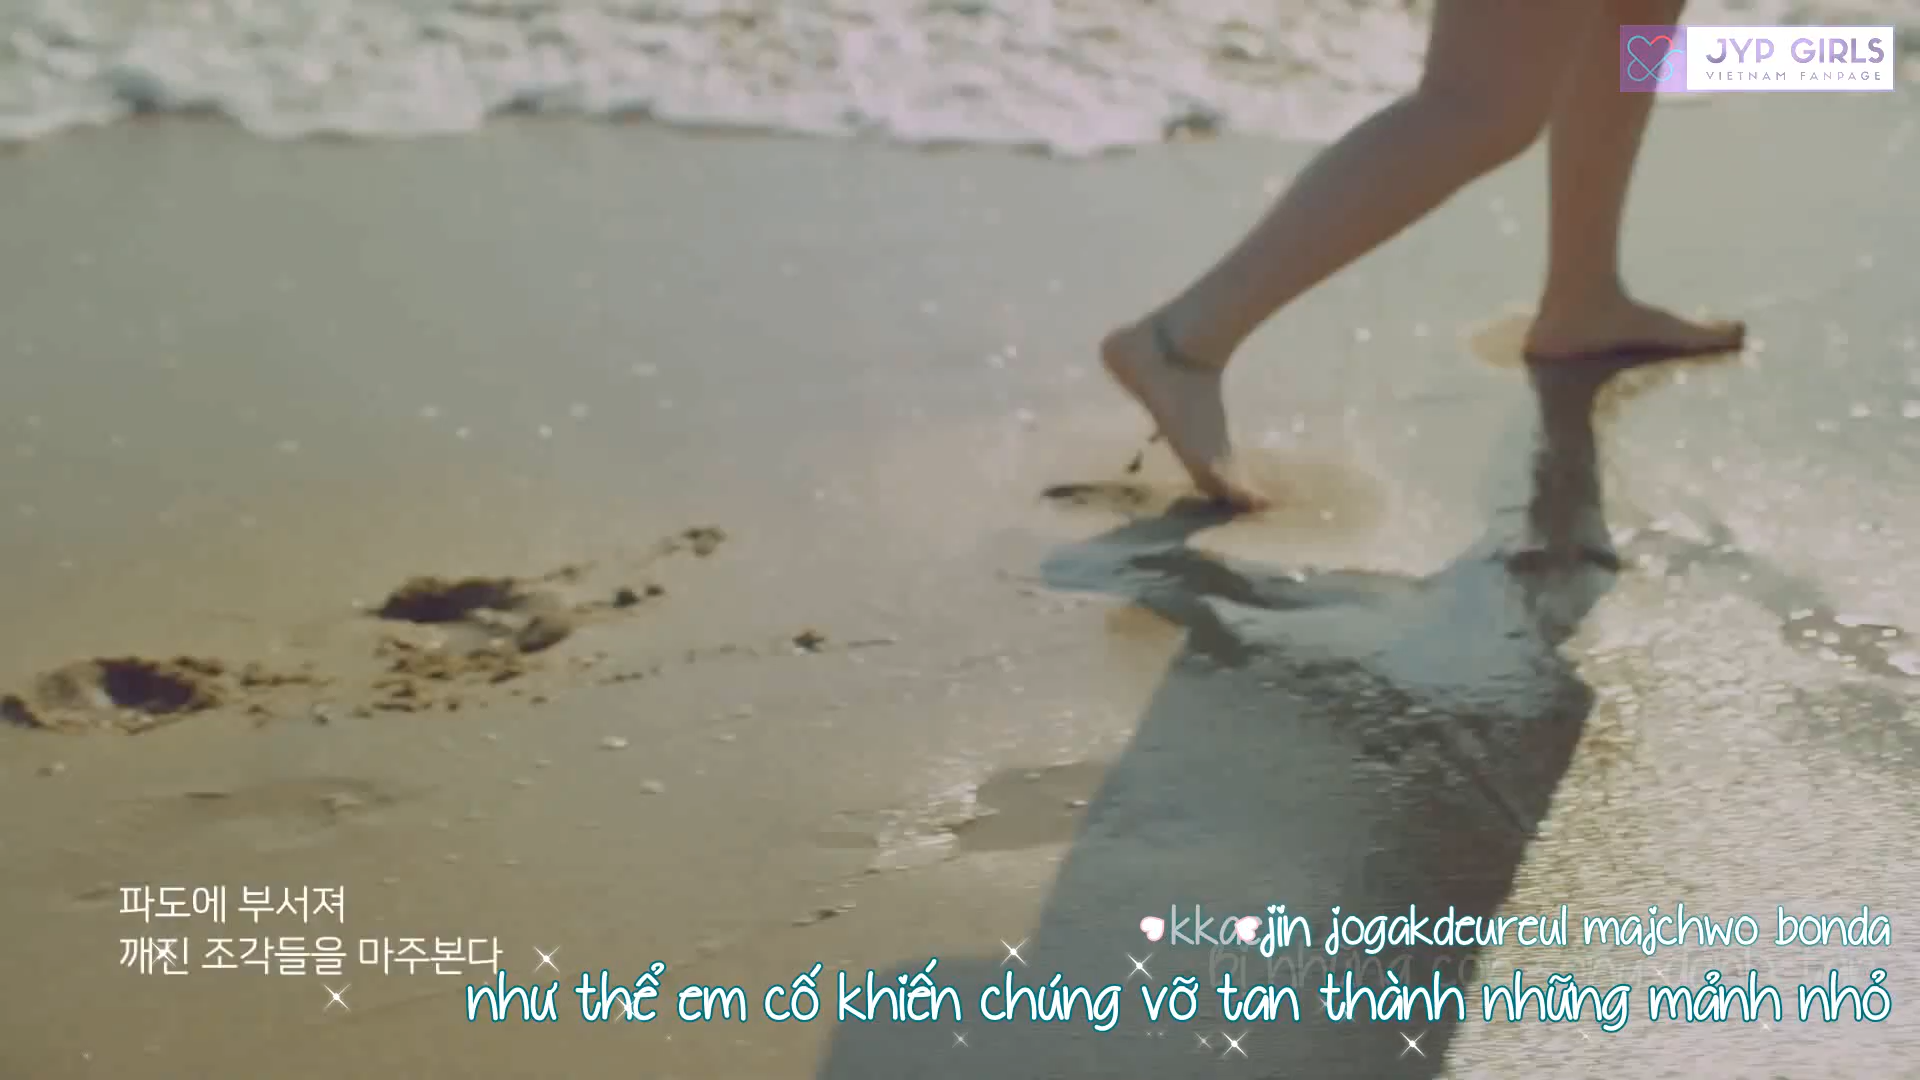 JYP GIRLS
VIETNAM FANPAGE
파도에 부서져
깨진 조각들을 마주본다
kkaejin jogakdeureul majchwo bonda
như thể em cố khiến chúng vỡ tan thành những mảnh nhỏ